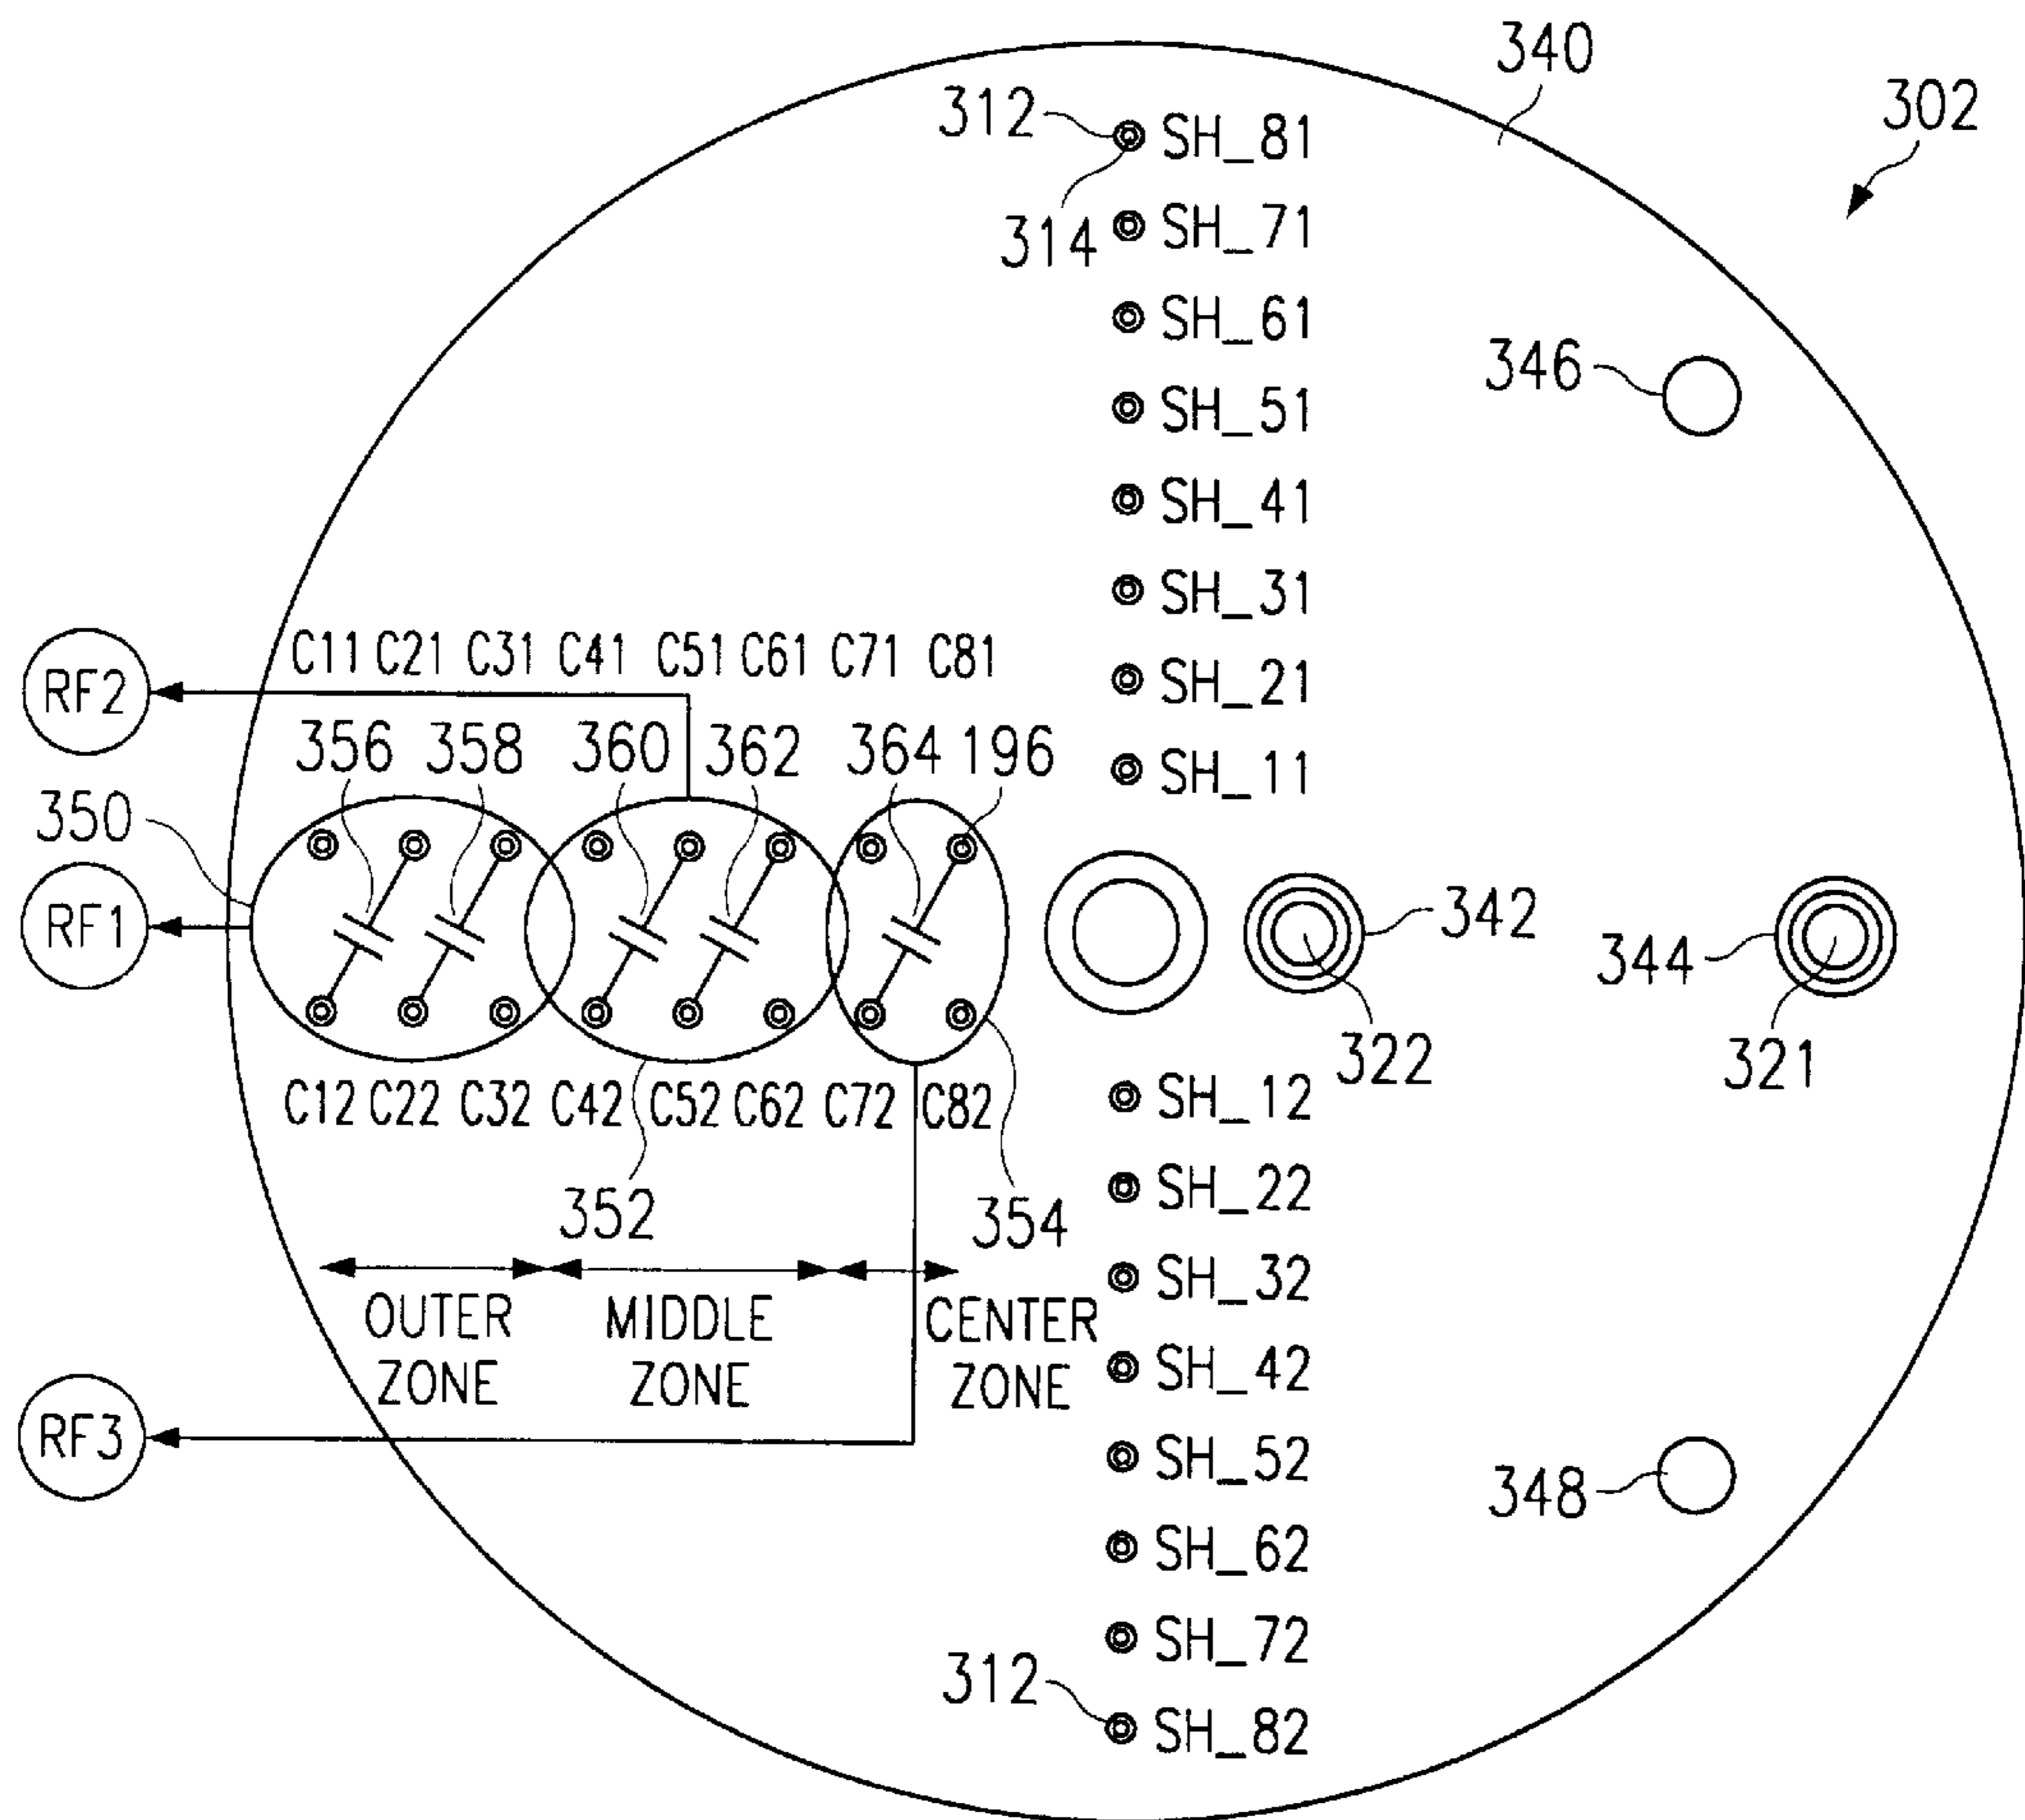 340
302
312
SH_81
314
SH_71
SH_61
346
SH_51
SH_41
SH_31
RF2
C11 C21 C31 C41 C51 C61 C71 C81
SH_21
356 358 360 362 364 196
SH_11
350
RF1
342
344
322
321
C12 C22 C32 C42 C52 C62 C72 C82
SH_12
352
354
SH_22
SH_32
OUTER ZONE
MIDDLE ZONE
CENTER ZONE
SH_42
RF3
SH_52
348
SH_62
SH_72
312
SH_82